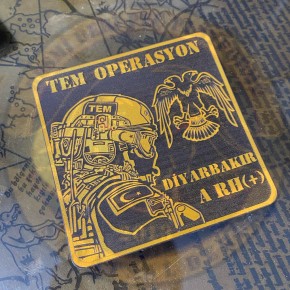 TEM OPERASYON
TEM
DİYARBAKIR
A RH(+)